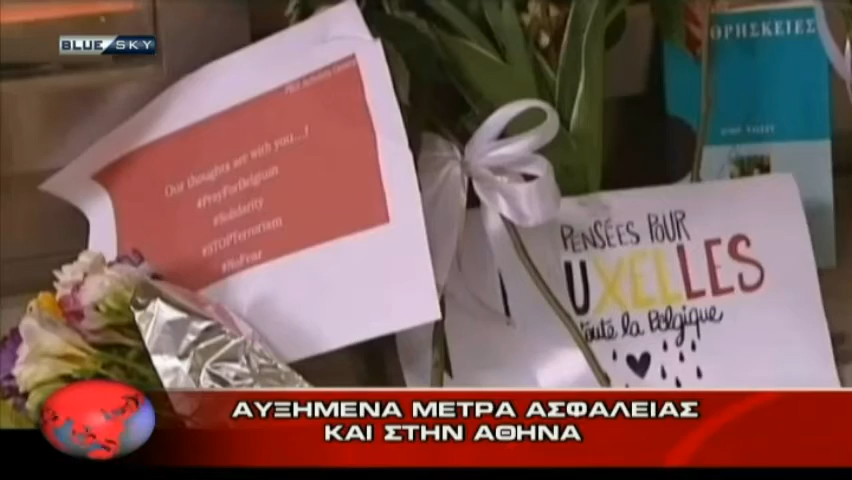 BLUE SKY
ΘΡΗΣΚΕΙΕΣ
Our thoughts are with you...!
#PrayForBelgium
#Solidarity
#STOPTerrorism
#NoFear
PENSÉES POUR
UXELLES
toute la Belgique
ΑΥΞΗΜΕΝΑ ΜΕΤΡΑ ΑΣΦΑΛΕΙΑΣ
ΚΑΙ ΣΤΗΝ ΑΘΗΝΑ